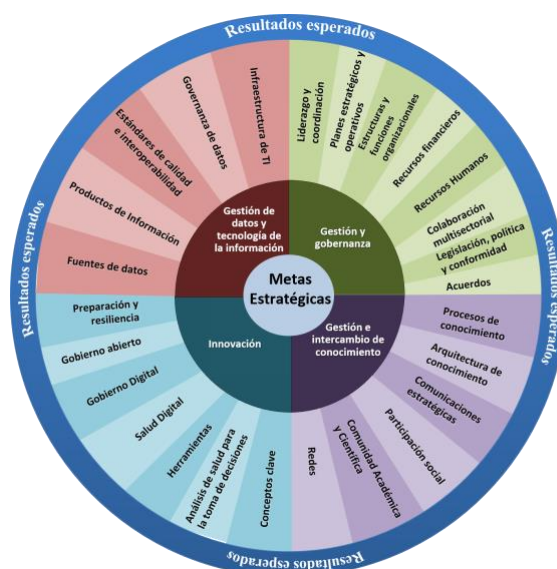 Resultados esperados
Resultados esperados
Resultados esperados
Resultados esperados
Resultados esperados
Metas
Estratégicas
Gestión de
datos y
tecnología de
la información
Infraestructura de TI
Governanza de datos
Estándares de calidad
e interoperabilidad
Productos de Información
Fuentes de datos
Gestión y
gobernanza
Liderazgo y
coordinación
Planes estratégicos y
operativos
Estructuras y
funciones
organizacionales
Recursos financieros
Recursos Humanos
Colaboración
multisectorial
Legislación, política
y conformidad
Acuerdos
Gestión e
intercambio de
conocimiento
Procesos de
conocimiento
Arquitectura de
conocimiento
Comunicaciones
estratégicas
Participación social
Comunidad Académica
y Científica
Redes
Innovación
Preparación y
resiliencia
Gobierno abierto
Gobierno Digital
Salud Digital
Herramientas
Análisis de salud para
la toma de decisiones
Conceptos clave